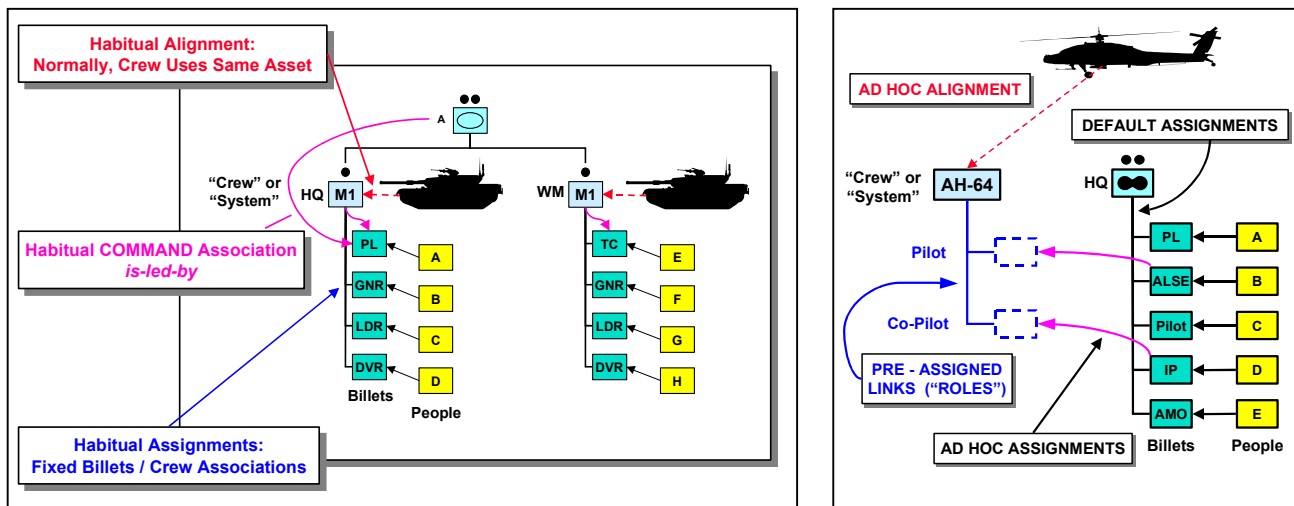 Habitual Alignment:
Normally, Crew Uses Same Asset
A
“Crew” or
“System”
HQ
M1
WM
M1
Habitual COMMAND Association
is-led-by
PL
A
GNR
B
LDR
C
DVR
D
TC
E
GNR
F
LDR
G
DVR
H
Billets
People
Habitual Assignments:
Fixed Billets / Crew Associations
AD HOC ALIGNMENT
DEFAULT ASSIGNMENTS
“Crew” or
“System”
AH-64
HQ
Pilot
Co-Pilot
PL
A
ALSE
B
Pilot
C
IP
D
AMO
E
PRE - ASSIGNED
LINKS (“ROLES”)
AD HOC ASSIGNMENTS
Billets
People